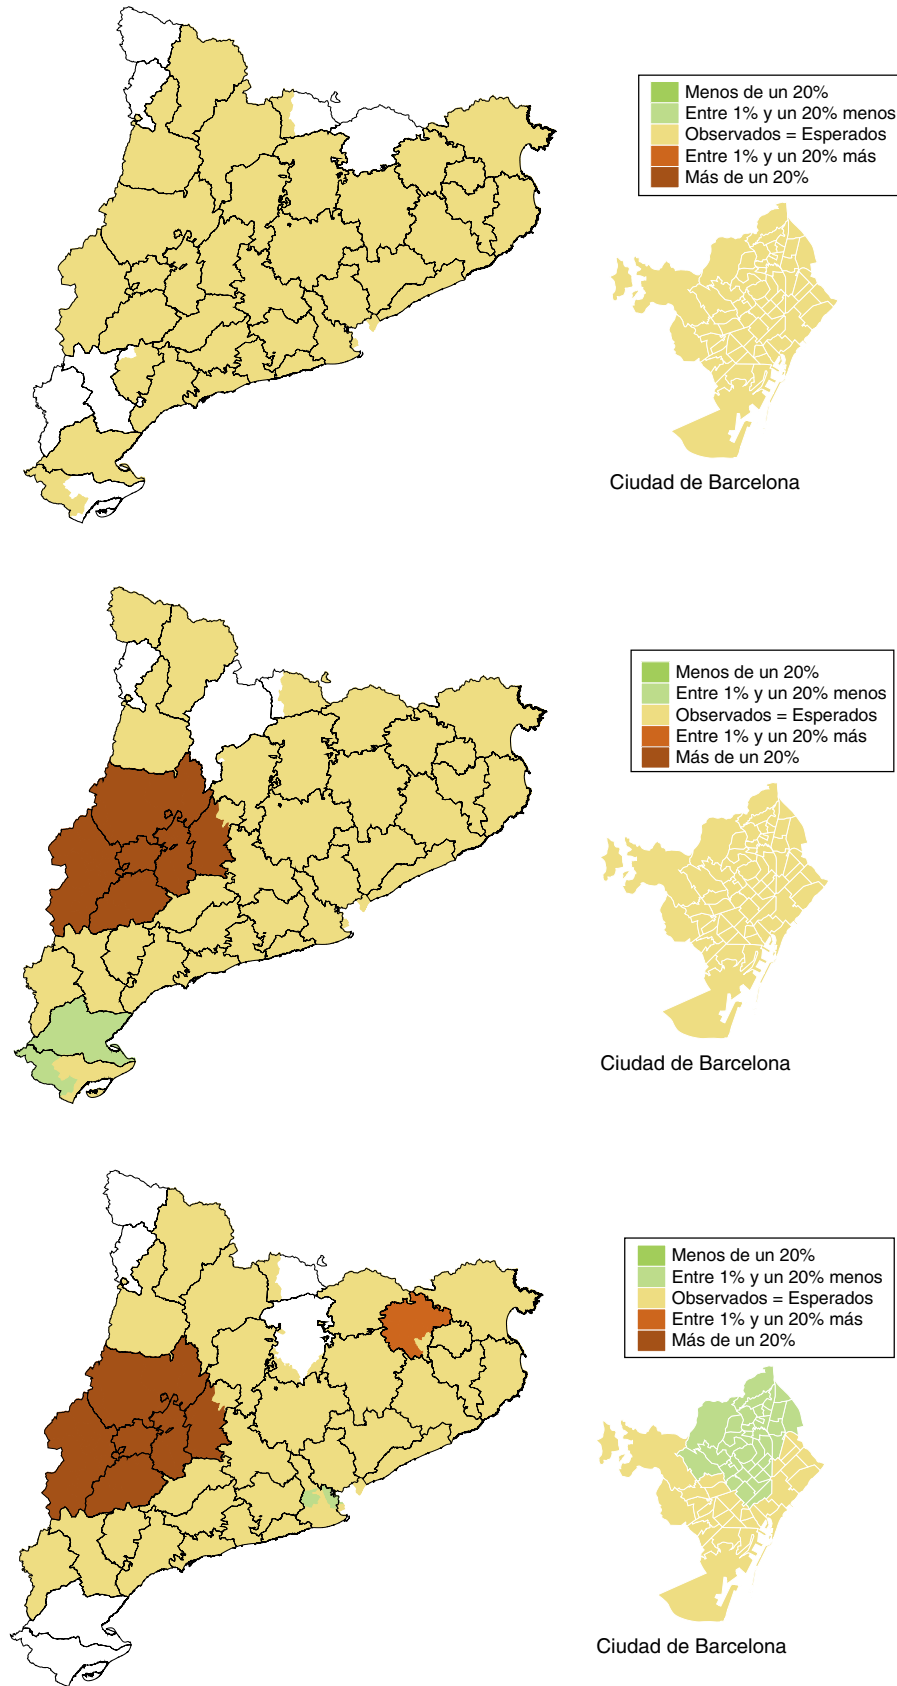 Menos de un 20%
Entre 1% y un 20% menos
Observados = Esperados
Entre 1% y un 20% más
Más de un 20%
Ciudad de Barcelona
Menos de un 20%
Entre 1% y un 20% menos
Observados = Esperados
Entre 1% y un 20% más
Más de un 20%
Ciudad de Barcelona
Menos de un 20%
Entre 1% y un 20% menos
Observados = Esperados
Entre 1% y un 20% más
Más de un 20%
Ciudad de Barcelona